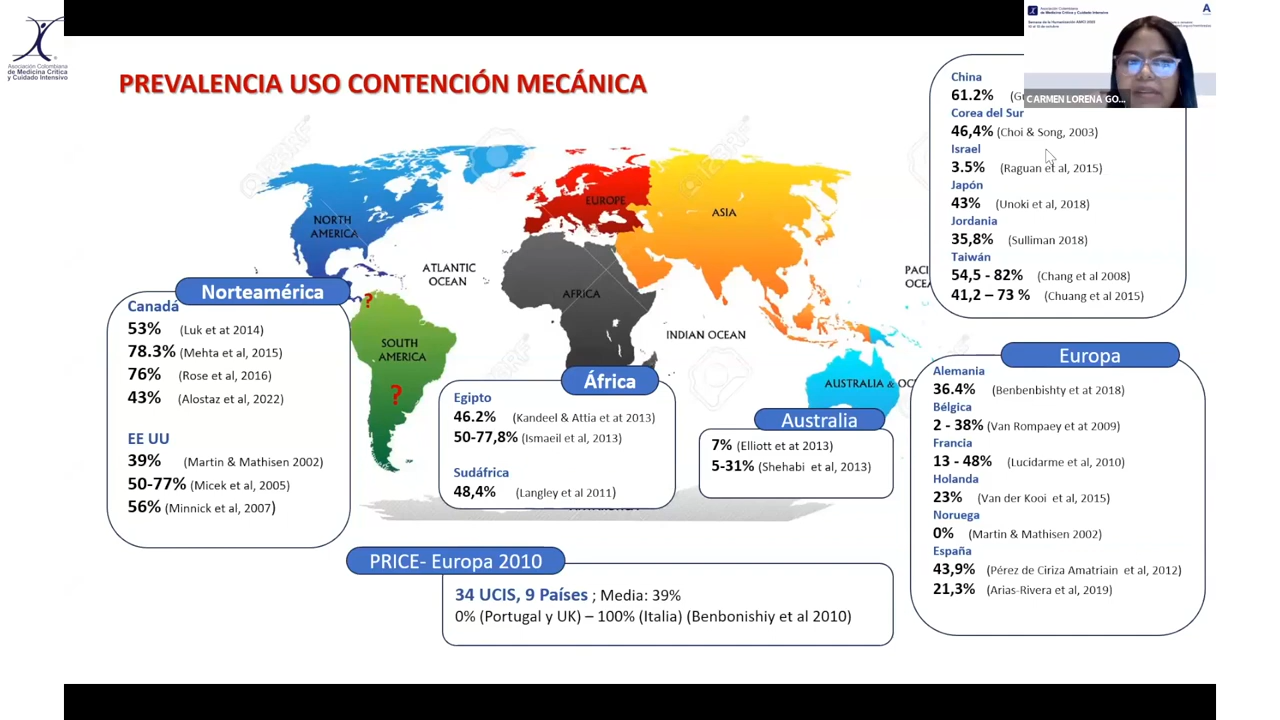 Asociación Colombiana
de Medicina Crítica
y Cuidado Intensivo
PREVALENCIA USO CONTENCIÓN MECÁNICA
Asociación Colombiana
de Medicina Crítica y Cuidado Intensivo
CARMEN LORENA GO...
China
61.2%
Corea del Sur
46,4% (Choi & Song, 2003)
Israel
3.5% (Raguan et al, 2015)
Japón
43% (Unoki et al, 2018)
Jordania
35,8% (Sulliman 2018)
Taiwán
54,5 - 82% (Chang et al 2008)
41,2 – 73 % (Chuang et al 2015)
NORTH
AMERICA
ATLANTIC
OCEAN
EUROPE
ASIA
AFRICA
INDIAN OCEAN
SOUTH
AMERICA
?
?
AUSTRALIA &
Norteamérica
Canadá
53% (Luk et at 2014)
78.3% (Mehta et al, 2015)
76% (Rose et al, 2016)
43% (Alostaz et al, 2022)
EE UU
39% (Martin & Mathisen 2002)
50-77% (Micek et al, 2005)
56% (Minnick et al, 2007)
África
Egipto
46.2% (Kandeel & Attia et at 2013)
50-77,8% (Ismaeil et al, 2013)
Sudáfrica
48,4% (Langley et al 2011)
Australia
7% (Elliott et at 2013)
5-31% (Shehabi et al, 2013)
Europa
Alemania
36.4% (Benbenbishty et at 2018)
Bélgica
2 - 38% (Van Rompaey et at 2009)
Francia
13 - 48% (Lucidarme et al, 2010)
Holanda
23% (Van der Kooi et al, 2015)
Noruega
0% (Martin & Mathisen 2002)
España
43,9% (Pérez de Ciriza Amatriain et al, 2012)
21,3% (Arias-Rivera et al, 2019)
PRICE- Europa 2010
34 UCIS, 9 Países ; Media: 39%
0% (Portugal y UK) – 100% (Italia) (Benbonishiy et al 2010)